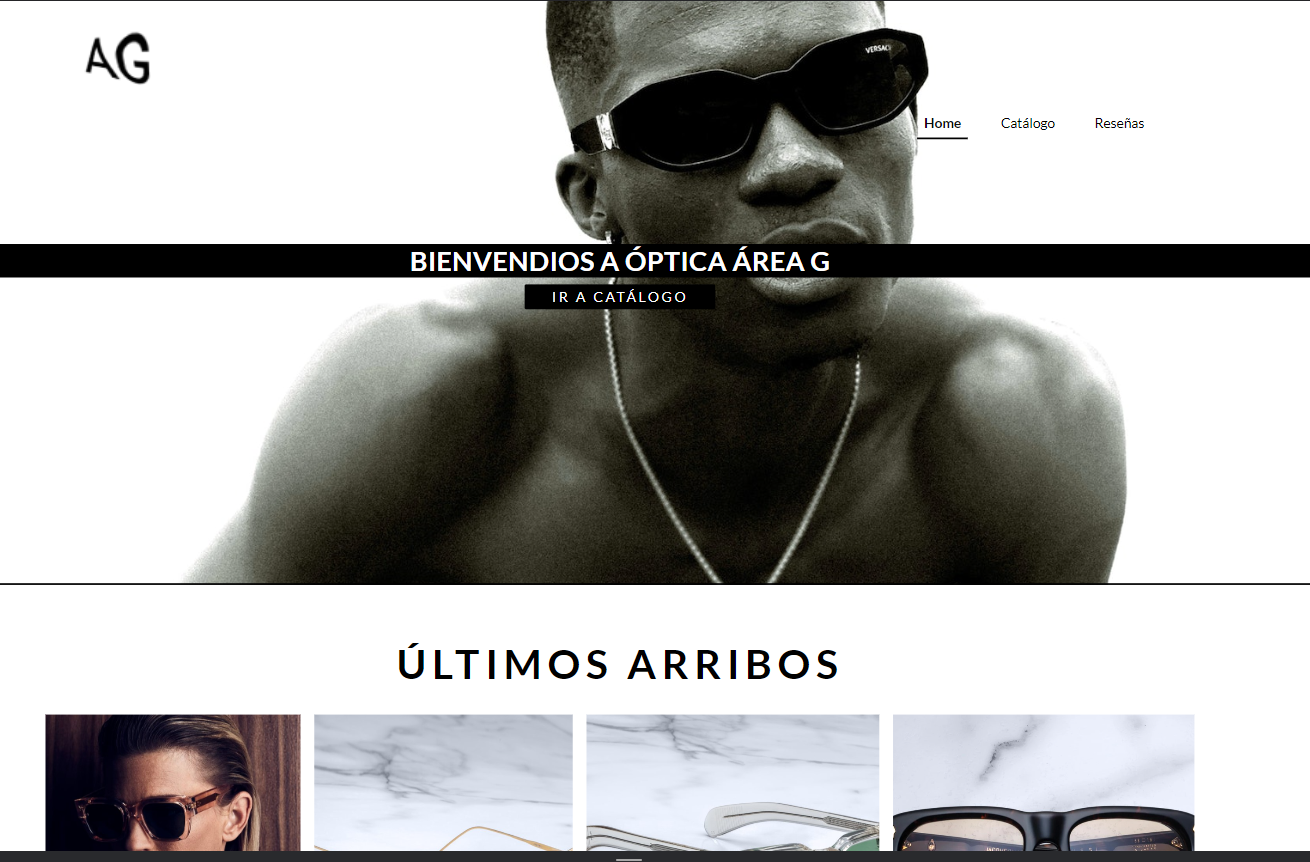 AG
VERSACE
Home Catálogo Reseñas
BIENVENDIOS A ÓPTICA ÁREA G
IR A CATÁLOGO
ÚLTIMOS ARRIBOS